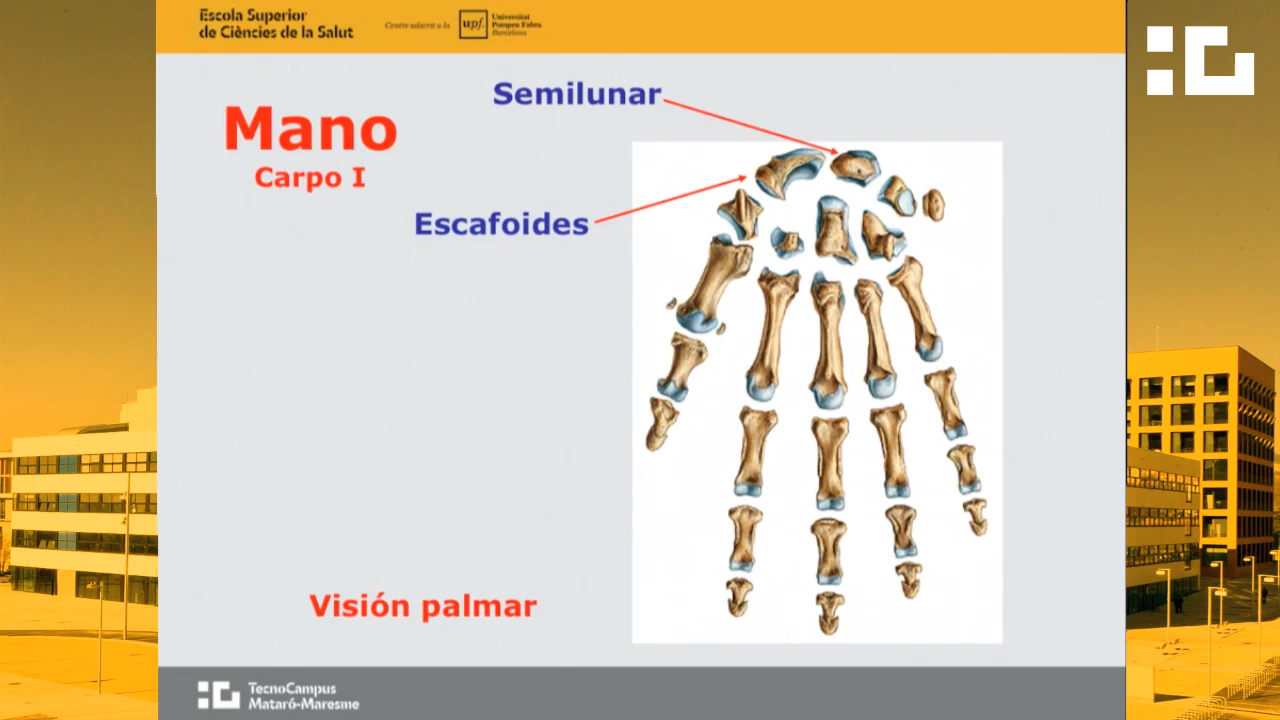 Escola Superior
de Ciències de la Salut
Centre adscrit a la
upf.
Universitat
Pompeu Fabra
Barcelona
Semilunar
Mano
Carpo I
Escafoides
Visión palmar
TecnoCampus
Mataró-Maresme